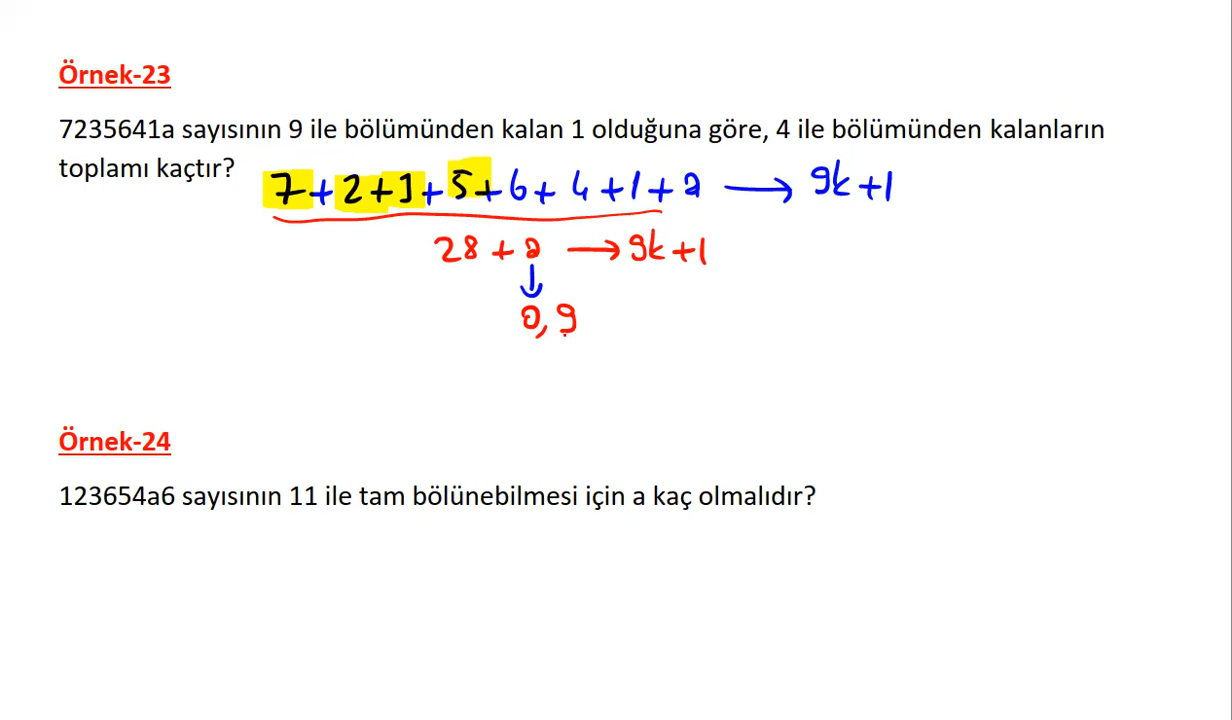 Örnek-23
7235641a sayısının 9 ile bölümünden kalan 1 olduğuna göre, 4 ile bölümünden kalanların
toplamı kaçtır?
7+2+3+5+6+4+1+a → 9k+1
28+a → 9k+1
↓
0, 9
Örnek-24
123654a6 sayısının 11 ile tam bölünebilmesi için a kaç olmalıdır?